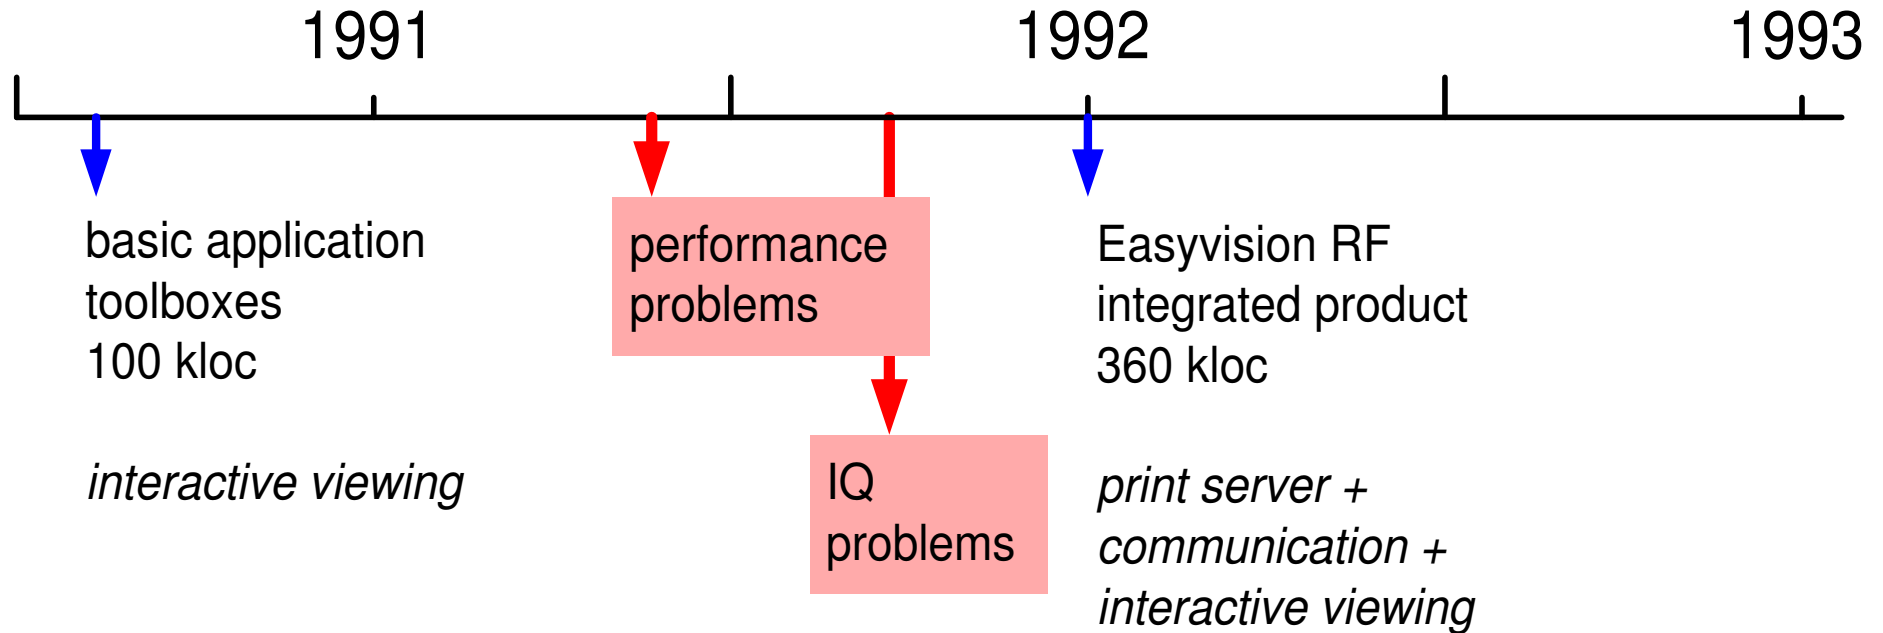 1991
1992
1993
basic application
toolboxes
100 kloc
interactive viewing
performance
problems
IQ
problems
Easyvision RF
integrated product
360 kloc
print server +
communication +
interactive viewing